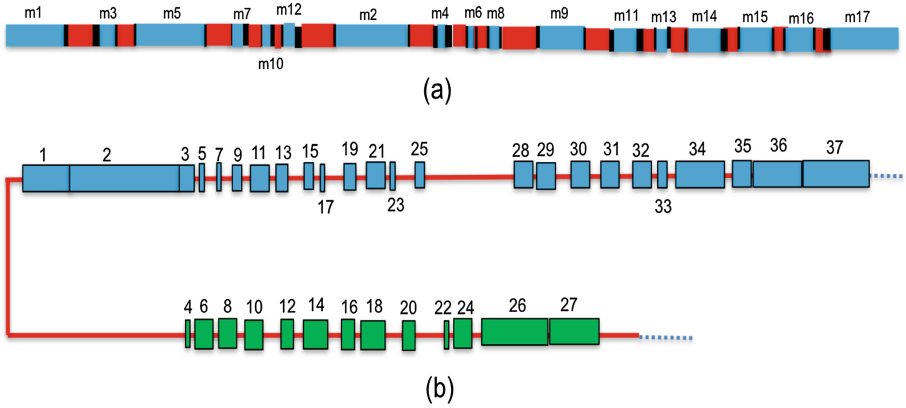 m1 m3 m5 m7 m12 m2 m4 m6 m8 m9 m11 m13 m14 m15 m16 m17
m10
(a)
1 2 3 5 7 9 11 13 15 19 21 25 28 29 30 31 32 34 35 36 37
17 23 33
4 6 8 10 12 14 16 18 20 22 24 26 27
(b)